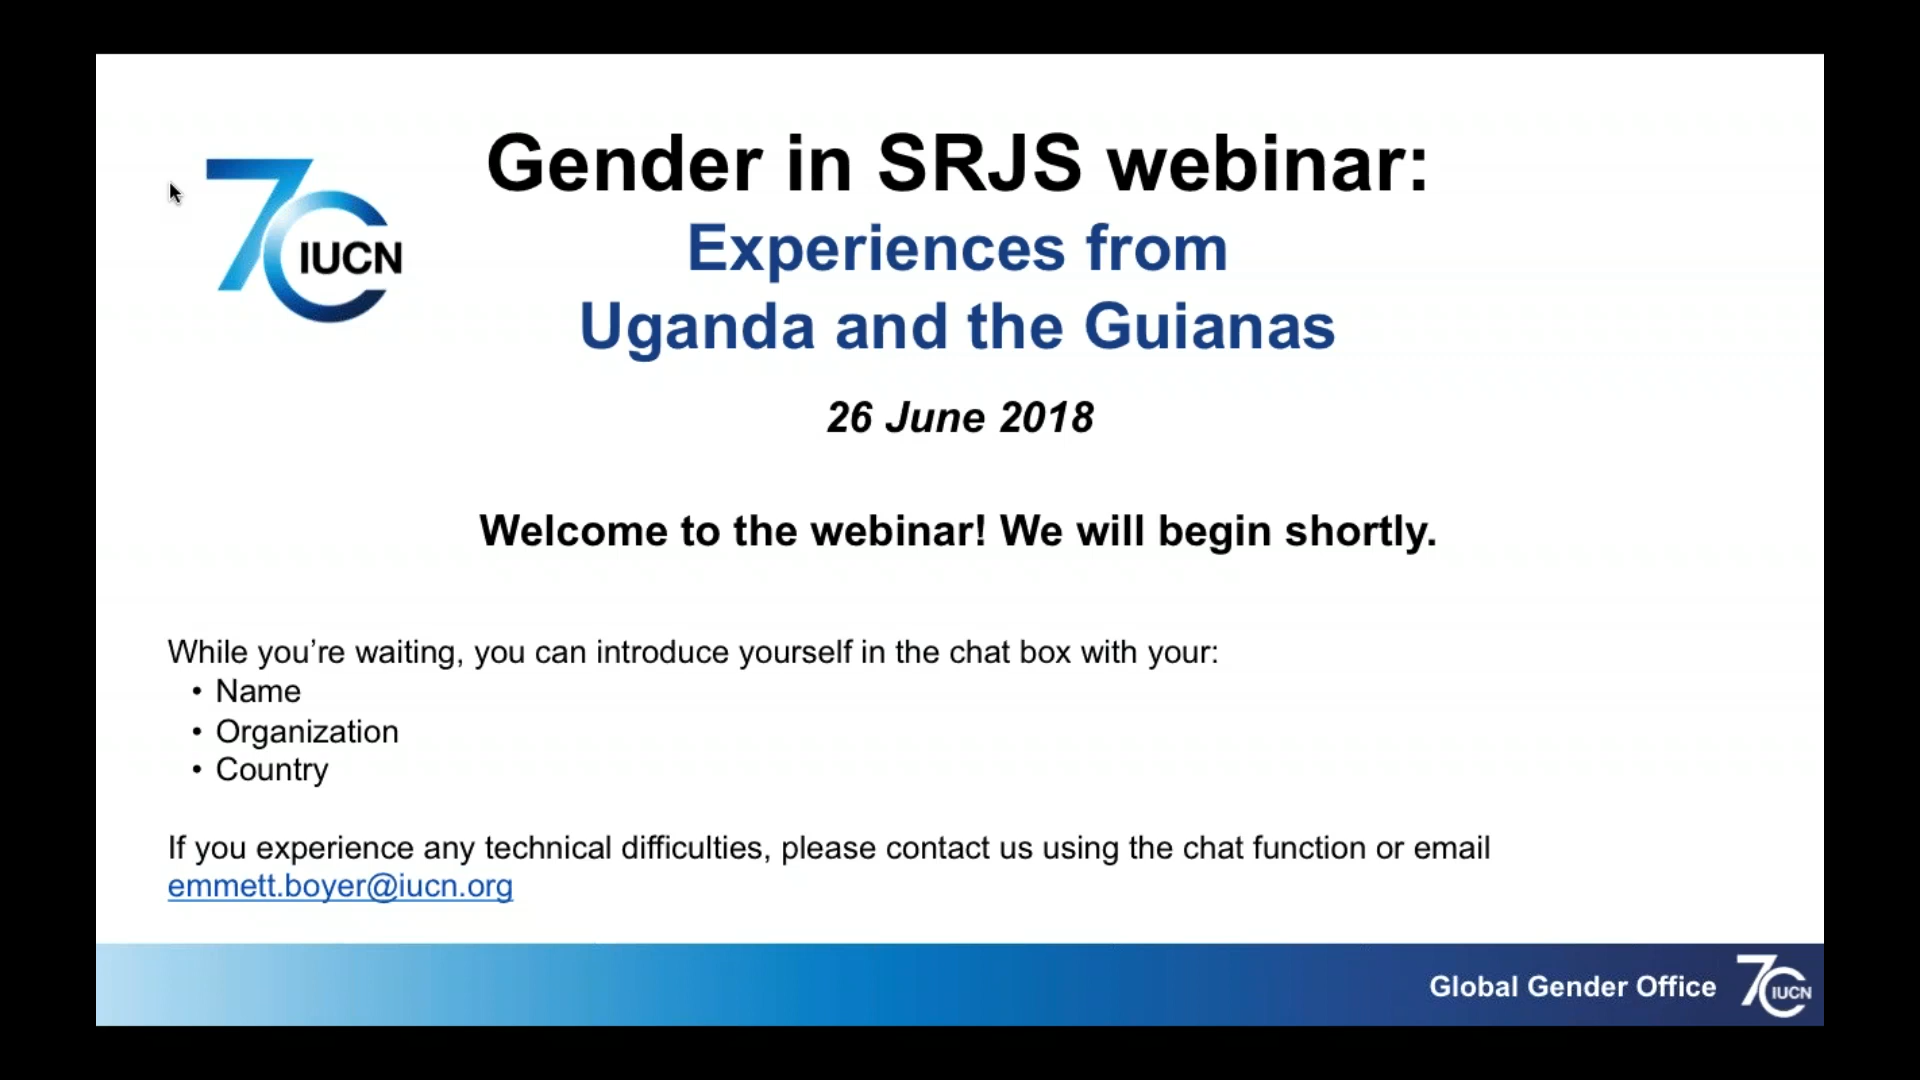 Gender in SRJS webinar:
Experiences from
Uganda and the Guianas
7
IUCN
26 June 2018
Welcome to the webinar! We will begin shortly.
While you’re waiting, you can introduce yourself in the chat box with your:
• Name
• Organization
• Country
If you experience any technical difficulties, please contact us using the chat function or email
emmett.boyer@iucn.org
Global Gender Office
7
IUCN